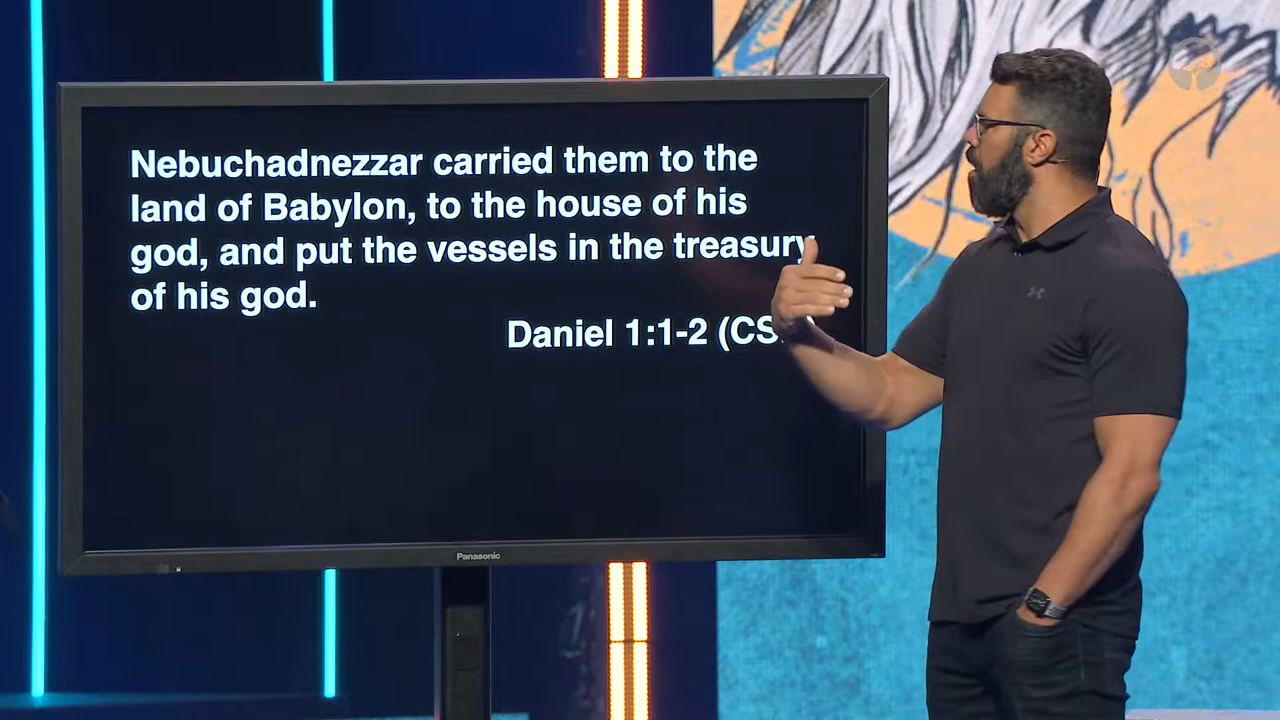 Nebuchadnezzar carried them to the
land of Babylon, to the house of his
god, and put the vessels in the treasury
of his god.
Daniel 1:1-2 (CS
Panasonic